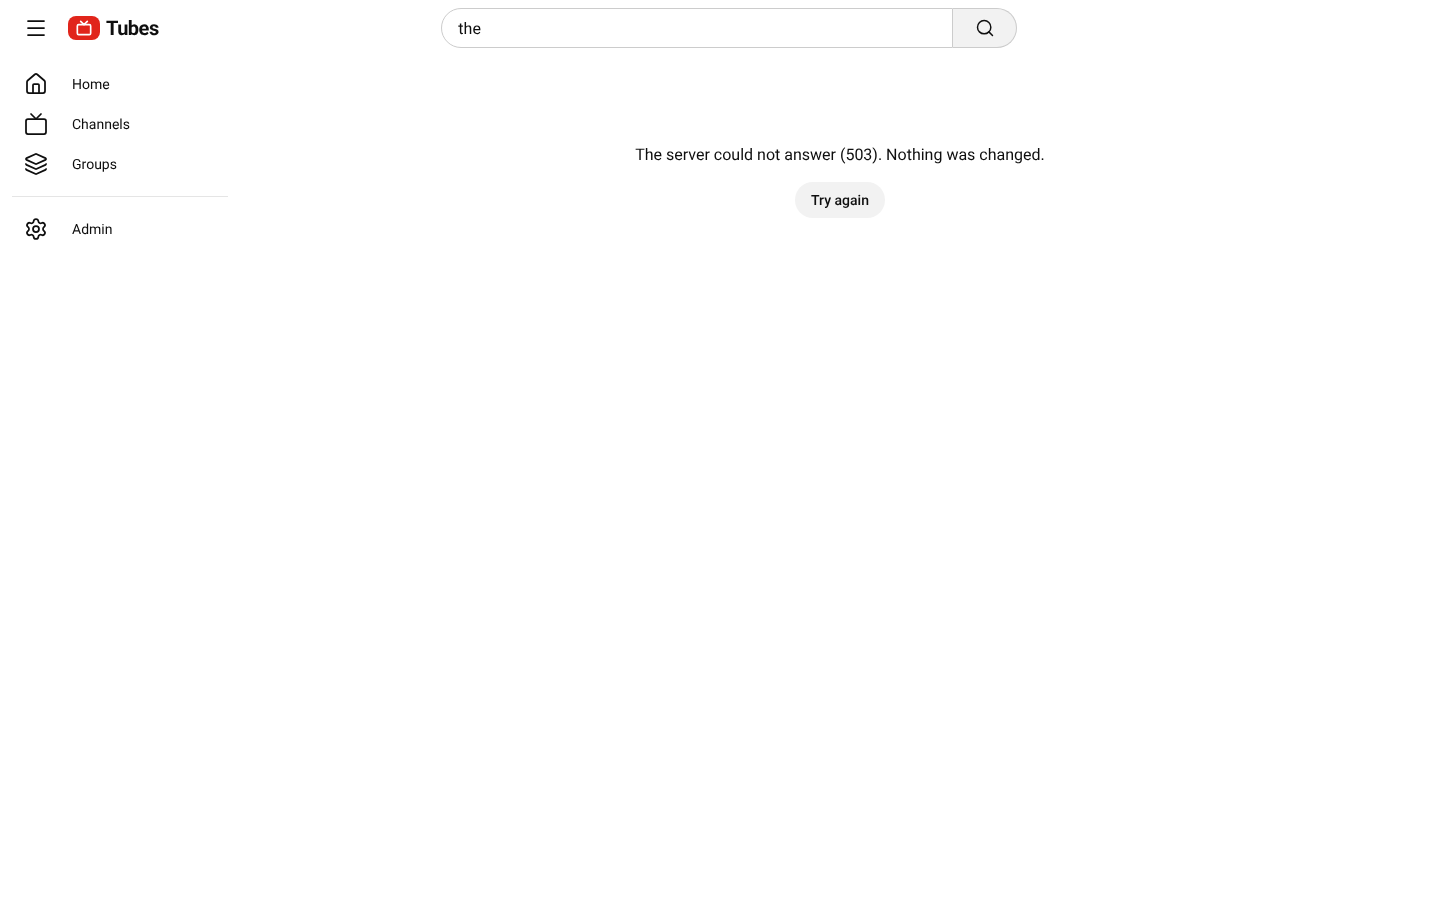 Tubes
the
Home
Channels
Groups
Admin
The server could not answer (503). Nothing was changed.
Try again